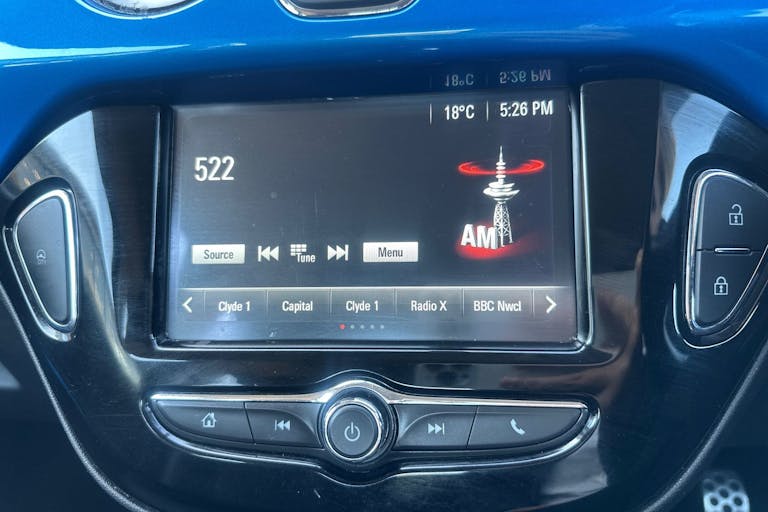 18°C | 5:26 PM
522
AM
Source Tune Menu
Clyde 1 Capital Clyde 1 Radio X BBC Nwcl